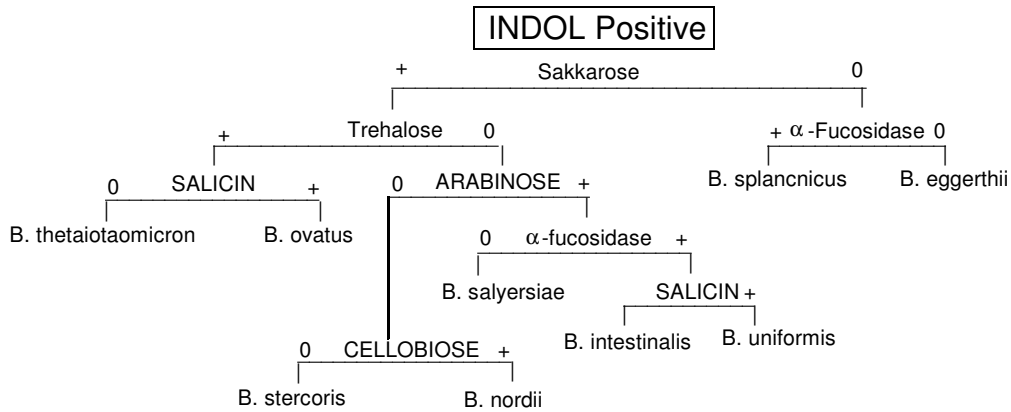 INDOL Positive
+ Sakkarose 0
+ Trehalose 0
+ α-Fucosidase 0
0 SALICIN +
0 ARABINOSE +
B. splancnicus B. eggerthii
B. thetaiotaomicron B. ovatus
0 α-fucosidase +
B. salyersiae
SALICIN +
B. intestinalis B. uniformis
0 CELLOBIOSE +
B. stercoris B. nordii